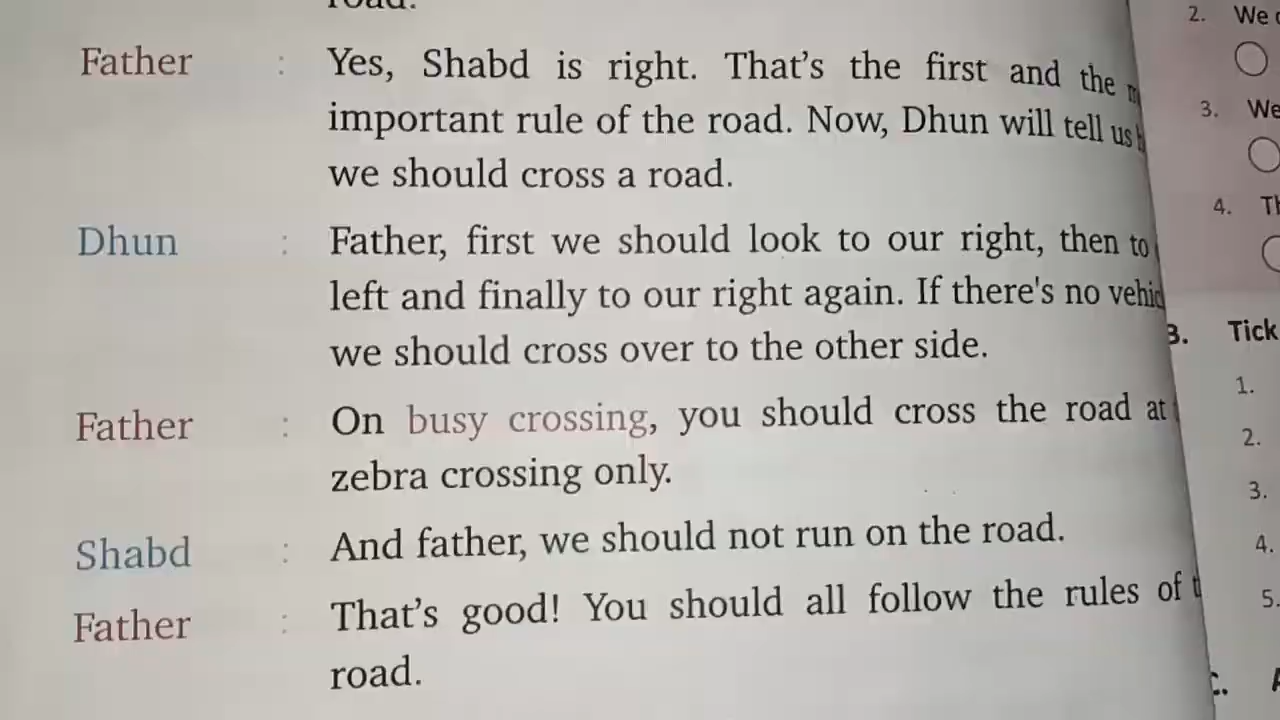 road.
Father : Yes, Shabd is right. That's the first and the
important rule of the road. Now, Dhun will tell us
we should cross a road.
Dhun : Father, first we should look to our right, then to
left and finally to our right again. If there's no
we should cross over to the other side.
Father : On busy crossing, you should cross the road at
zebra crossing only.
Shabd : And father, we should not run on the road.
Father : That's good! You should all follow the rules of
road.
2. We
3. We
4.
B. Tick
1.
2.
3.
4.
5.
C.